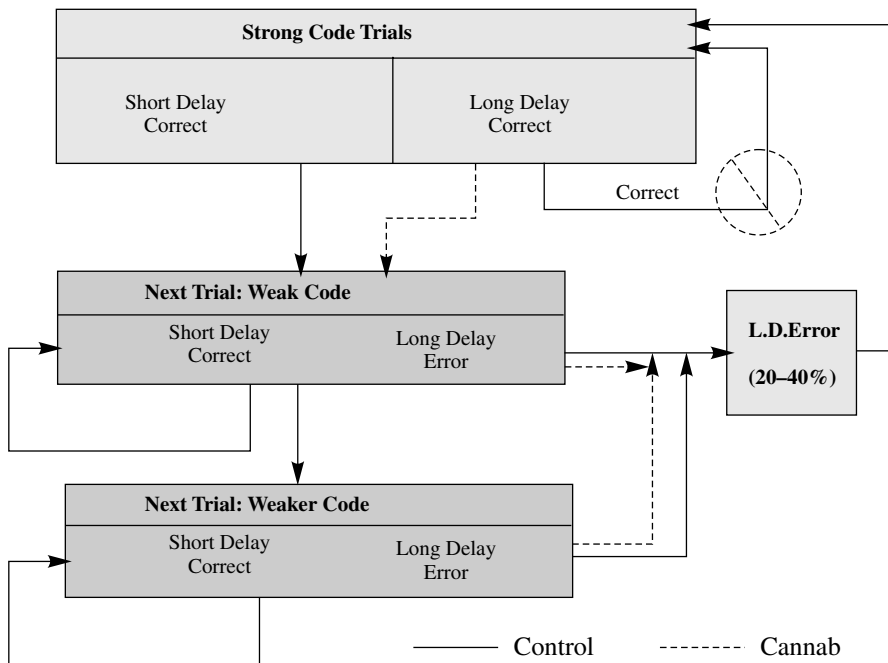 Strong Code Trials
Short Delay
Correct
Long Delay
Correct
Correct
Next Trial: Weak Code
Short Delay
Correct
Long Delay
Error
L.D.Error
(20–40%)
Next Trial: Weaker Code
Short Delay
Correct
Long Delay
Error
Control
Cannab